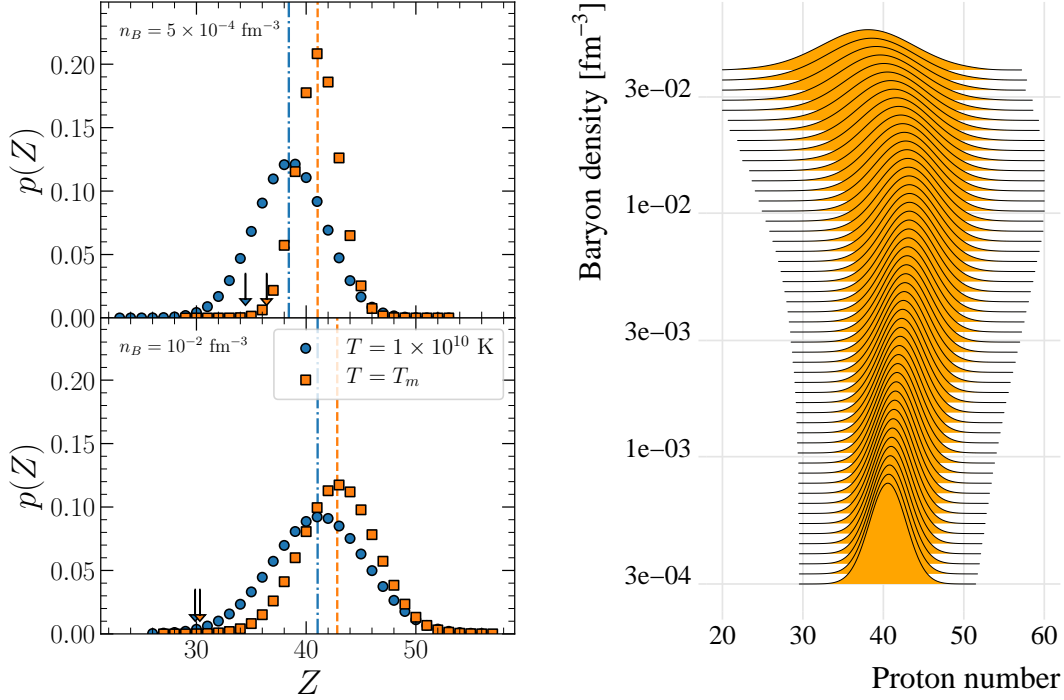 n_B = 5 × 10⁻⁴ fm⁻³
0.20
0.15
0.10
0.05
0.00
p(Z)
n_B = 10⁻² fm⁻³
T = 1 × 10¹⁰ K
T = T_m
0.20
0.15
0.10
0.05
0.00
p(Z)
30
40
50
Z
Baryon density [fm⁻³]
3e−02
1e−02
3e−03
1e−03
3e−04
20
30
40
50
60
Proton number